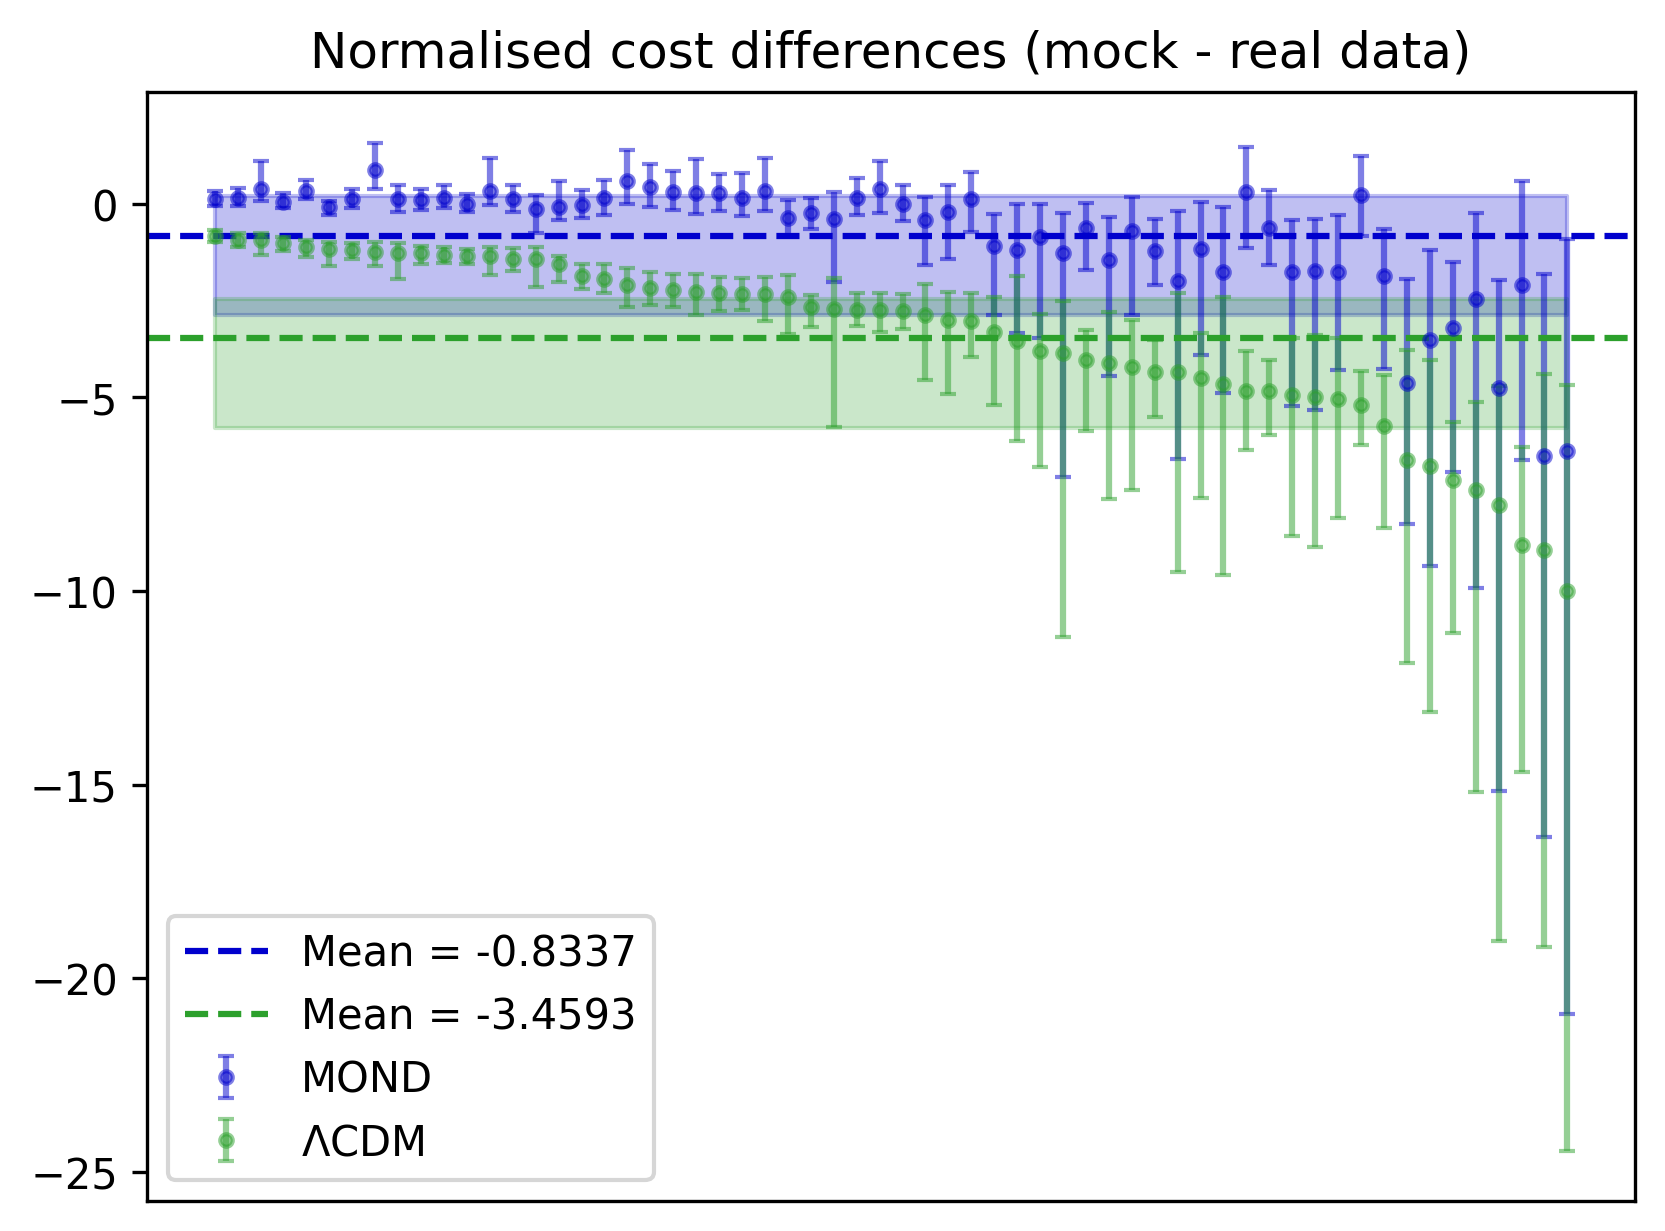 Normalised cost differences (mock - real data)
0
−5
−10
−15
−20
−25
Mean = -0.8337
Mean = -3.4593
MOND
ΛCDM